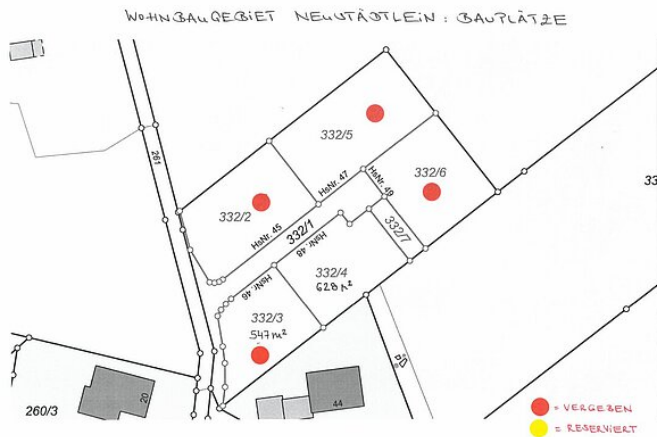 WOHNBAUGEBIET NEUSTÄDTLEIN : BAUPLÄTZE
332/5
261
332/6
33
HsNr. 47
HsNr. 49
332/2
HsNr. 45
332/1
332/7
HsNr. 48
332/4
628 m²
HsNr. 46
332/3
547 m²
20
44
260/3
= VERGEBEN
= RESERVIERT